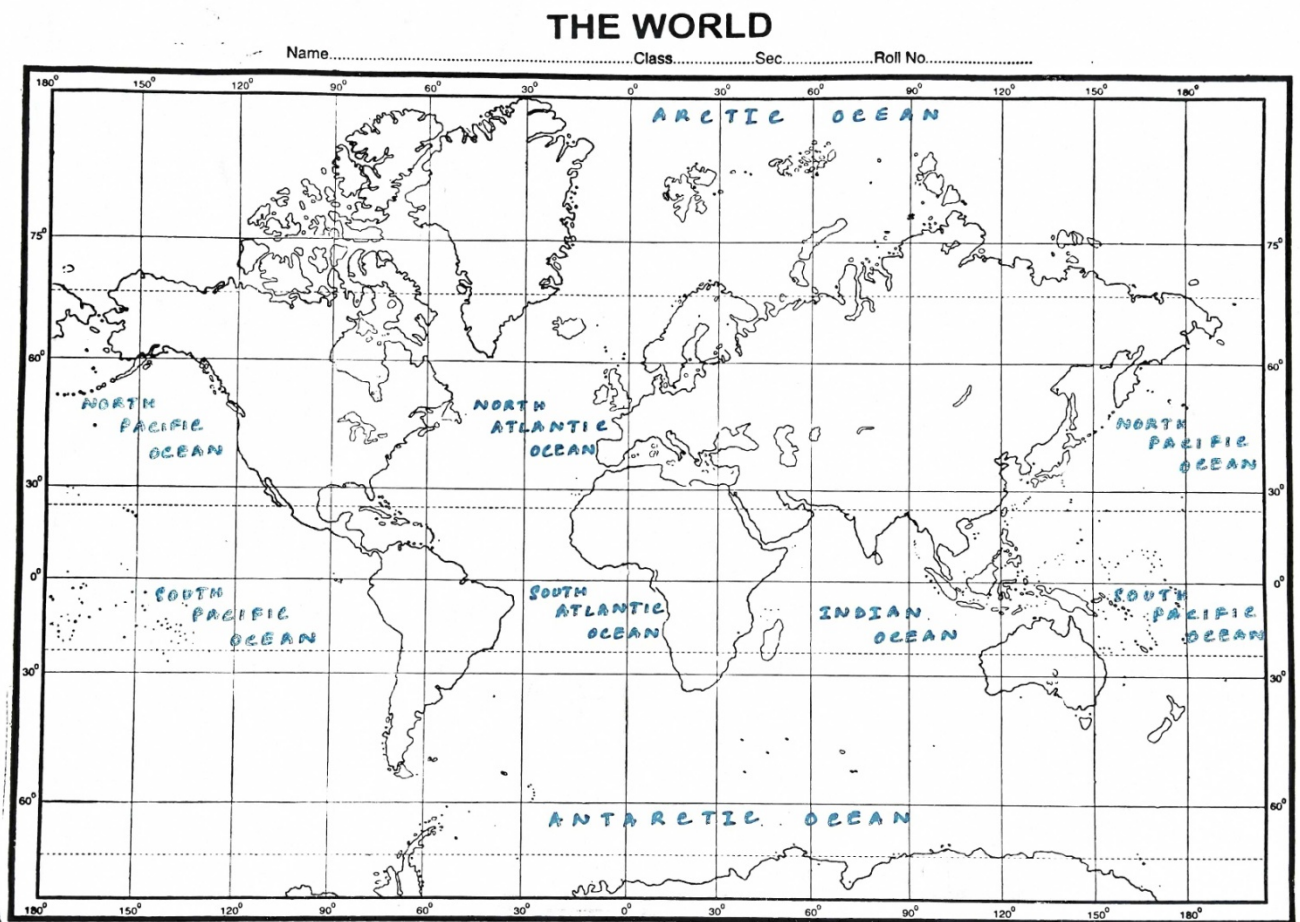 THE WORLD
Name............Class............Sec............Roll No............
180° 150° 120° 90° 60° 30° 0° 30° 60° 90° 120° 150° 180°
ARCTIC OCEAN
75° 75°
60° 60°
NORTH
PACIFIC
OCEAN
NORTH
ATLANTIC
OCEAN
NORTH
PACIFIC
OCEAN
30° 30°
0° 0°
SOUTH
PACIFIC
OCEAN
SOUTH
ATLANTIC
OCEAN
INDIAN
OCEAN
SOUTH
PACIFIC
OCEAN
30° 30°
60° 60°
ANTARCTIC OCEAN
180° 150° 120° 90° 60° 30° 0° 30° 60° 90° 120° 150° 180°